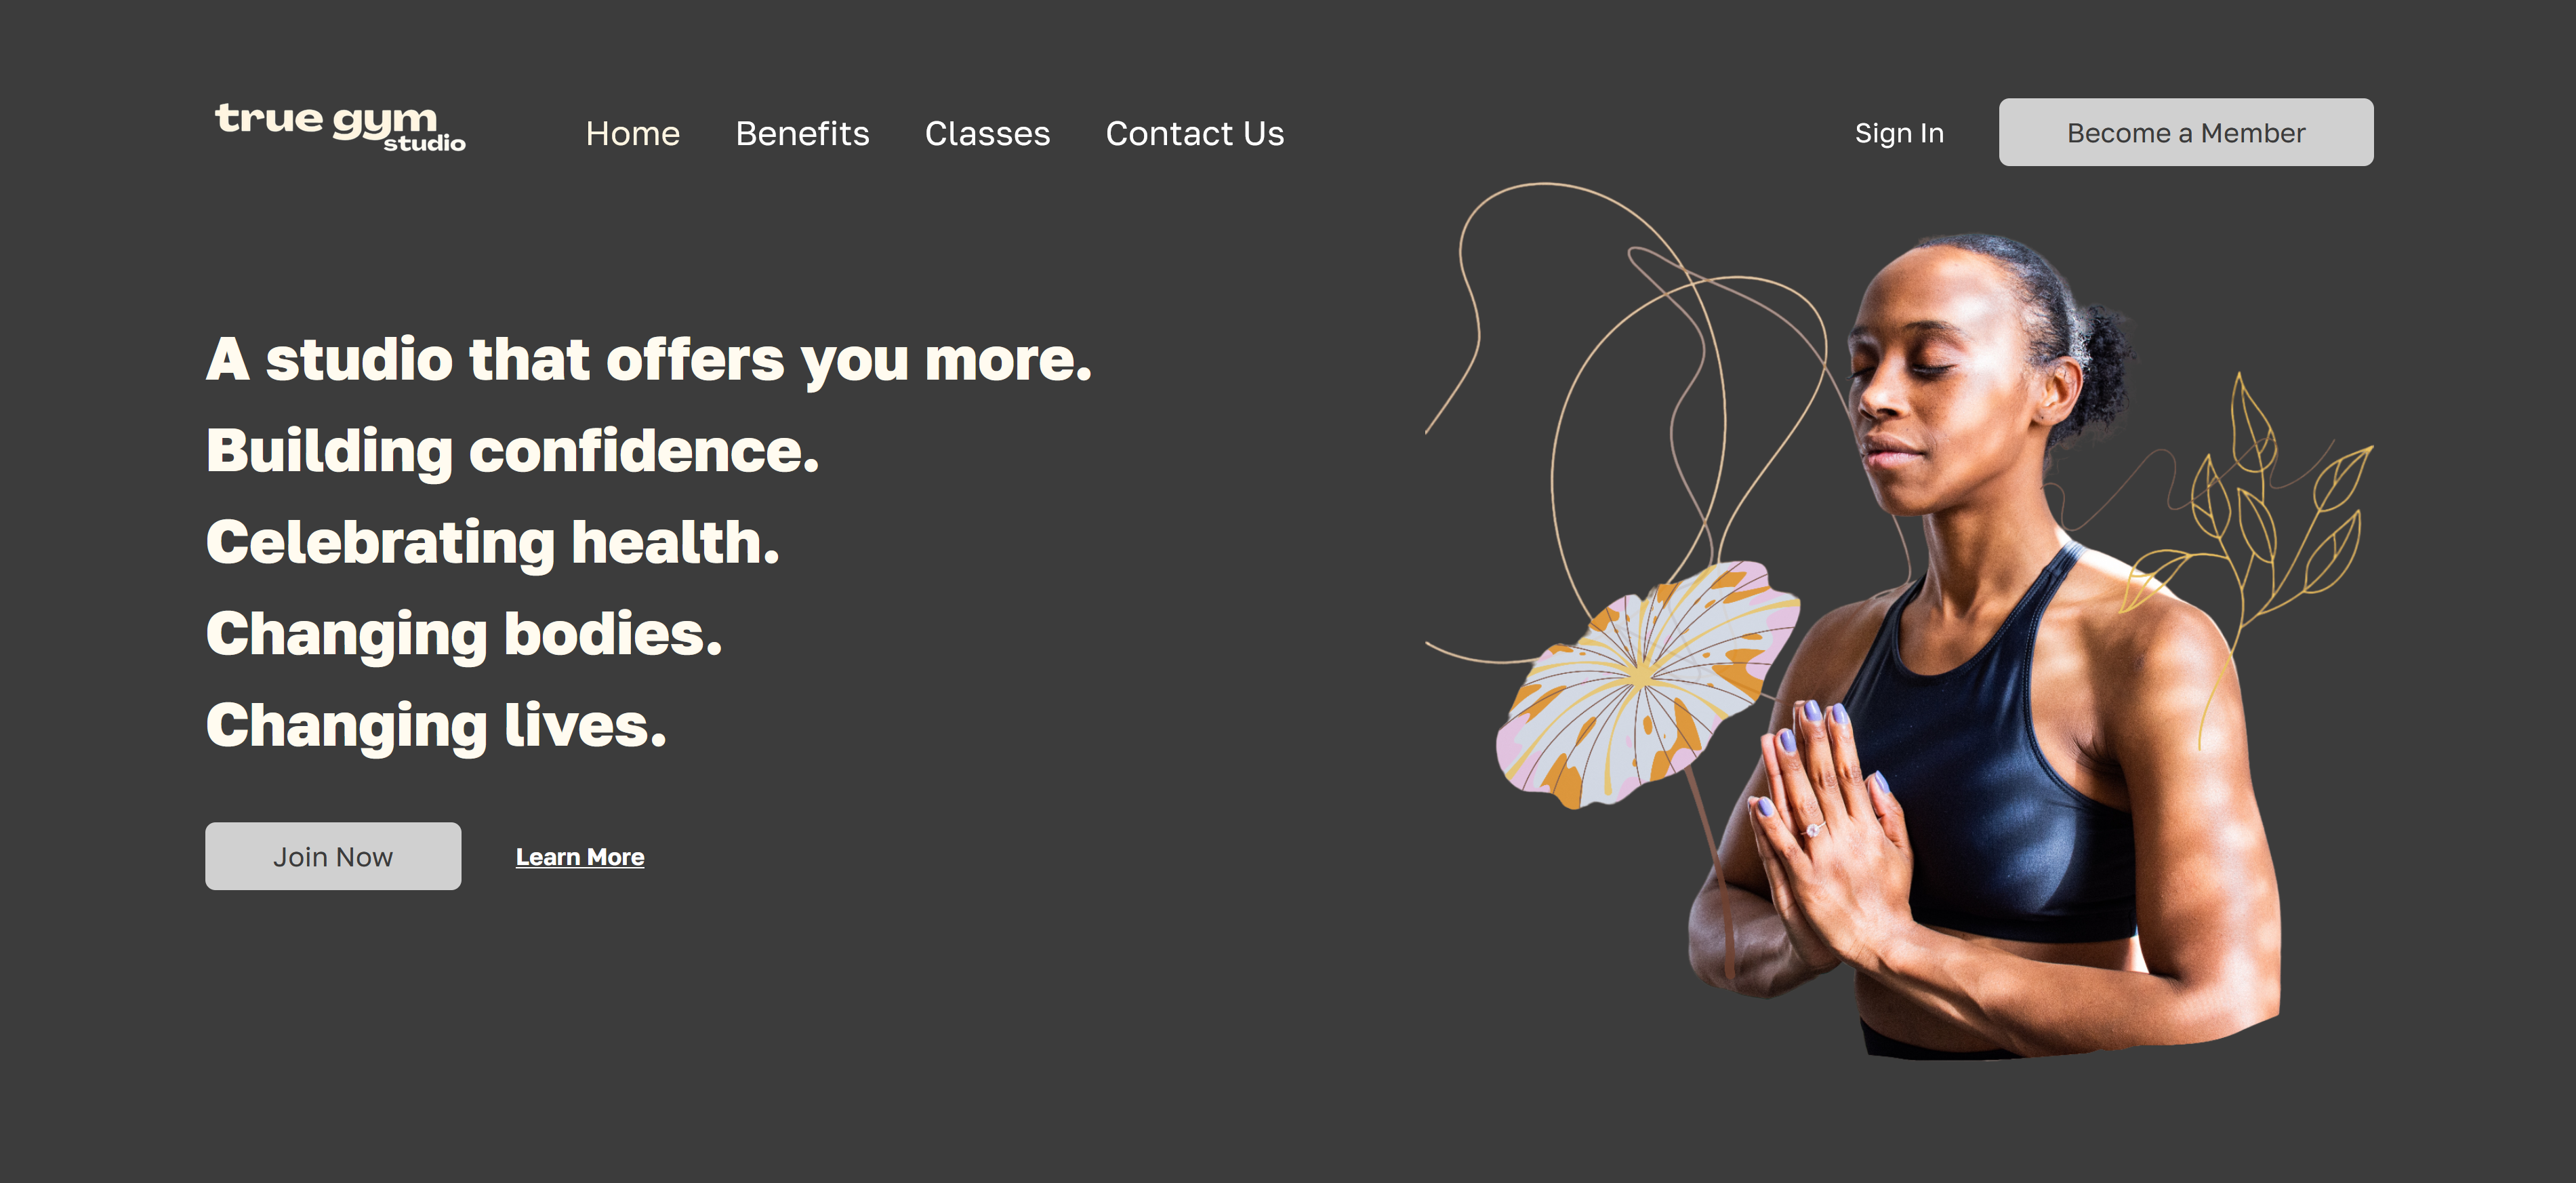 true gym
studio
Home Benefits Classes Contact Us
Sign In Become a Member
A studio that offers you more.
Building confidence.
Celebrating health.
Changing bodies.
Changing lives.
Join Now Learn More